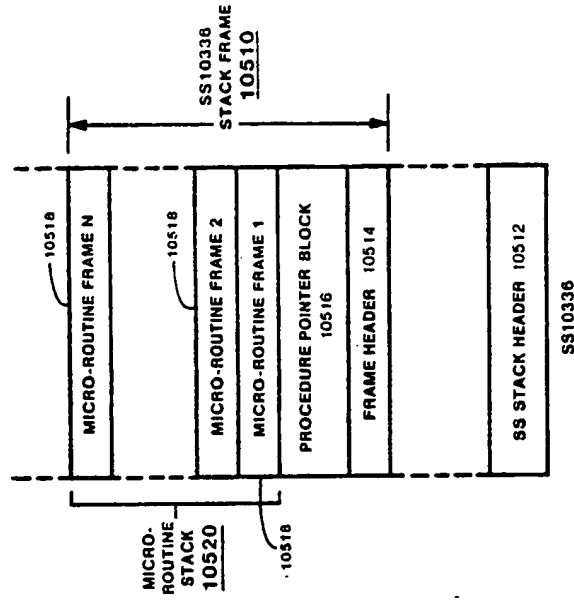 SS10336
STACK FRAME
10510
10518
MICRO-ROUTINE FRAME N
10518
MICRO-ROUTINE FRAME 2
MICRO-ROUTINE FRAME 1
PROCEDURE POINTER BLOCK
10516
FRAME HEADER 10514
SS STACK HEADER 10512
SS10336
MICRO-
ROUTINE
STACK
10520
10518